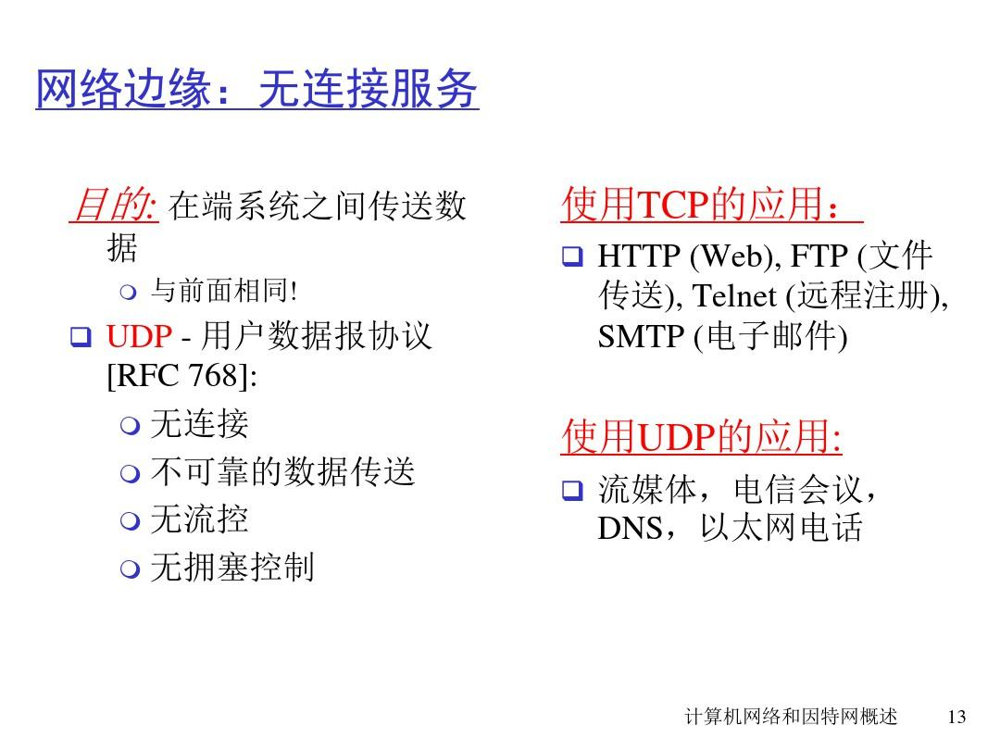 网络边缘：无连接服务
目的: 在端系统之间传送数
据
与前面相同!
UDP - 用户数据报协议
[RFC 768]:
无连接
不可靠的数据传送
无流控
无拥塞控制
使用TCP的应用：
HTTP (Web), FTP (文件
传送), Telnet (远程注册),
SMTP (电子邮件)
使用UDP的应用:
流媒体，电信会议，
DNS，以太网电话
计算机网络和因特网概述 13